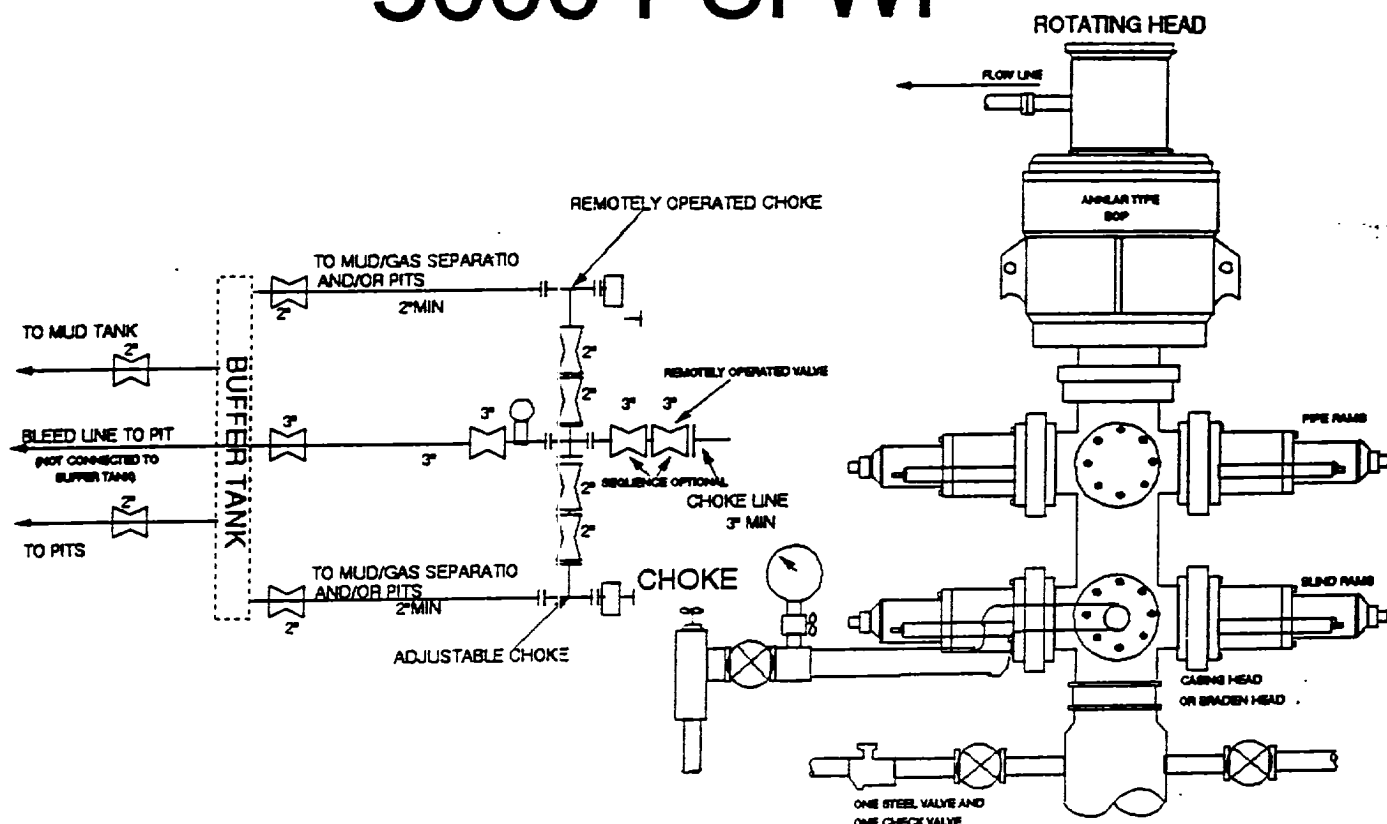 ROTATING HEAD
FLOW LINE
ANNLAR TYPE
BOP
REMOTELY OPERATED CHOKE
TO MUD/GAS SEPARATIO
AND/OR PITS
2"
2"MIN
TO MUD TANK
2"
2"
2"
REMOTELY OPERATED VALVE
3"
3"
BUFFER TANK
BLEED LINE TO PIT
(NOT CONNECTED TO
BUFFER TANK)
3"
3"
3"
SEQUENCE OPTIONAL
CHOKE LINE
3" MIN
PIPE RAMS
2"
2"
2"
TO PITS
TO MUD/GAS SEPARATIO
AND/OR PITS
2"MIN
2"
ADJUSTABLE CHOKE
CHOKE
BLIND RAMS
CASING HEAD
OR BRADEN HEAD
ONE STEEL VALVE AND
ONE CHECK VALVE